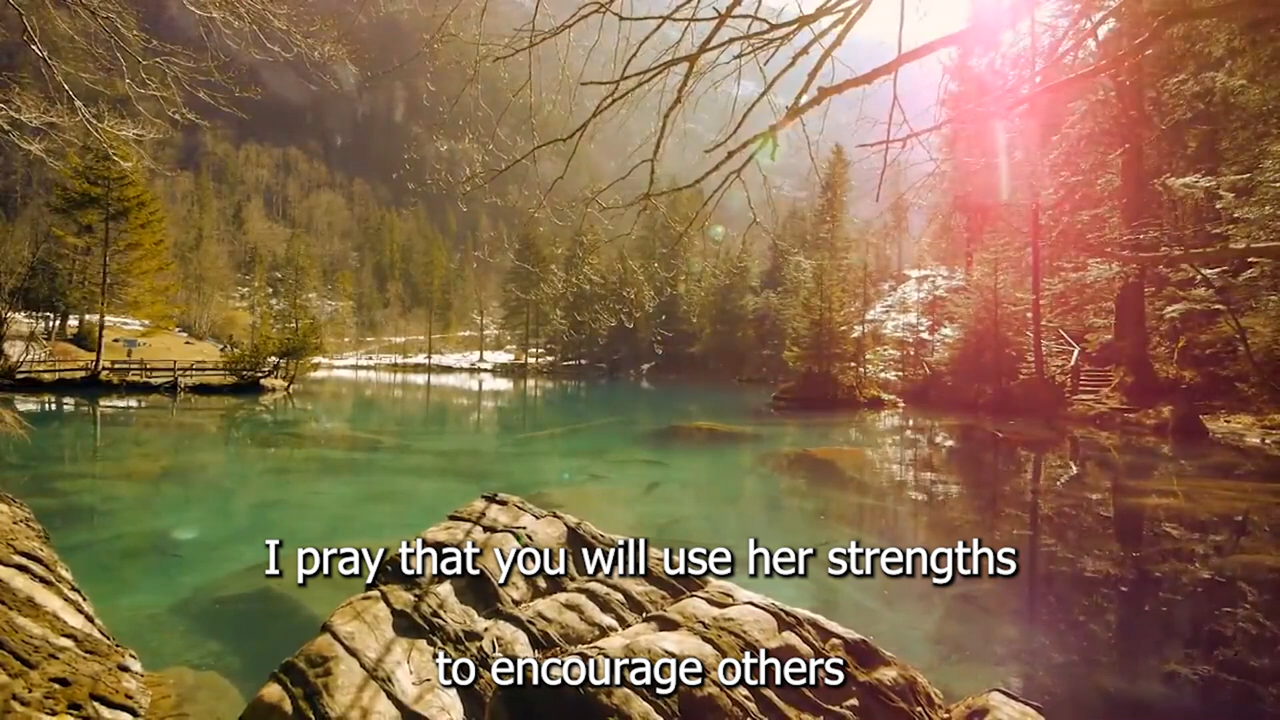 I pray that you will use her strengths
to encourage others